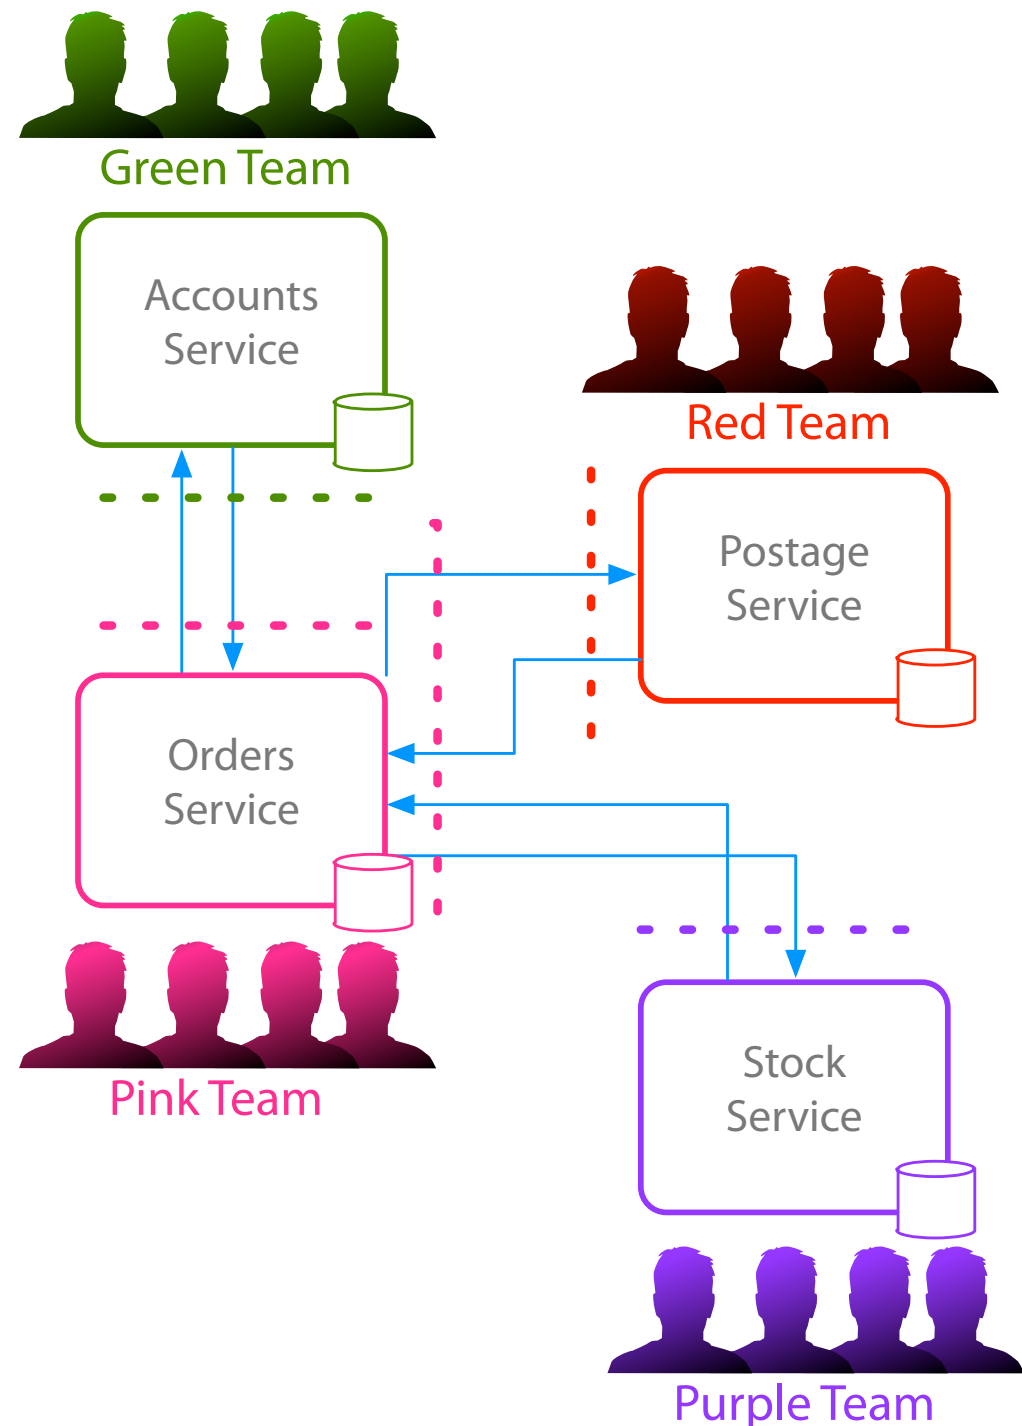 Green Team
Accounts
Service
Red Team
Postage
Service
Orders
Service
Pink Team
Stock
Service
Purple Team